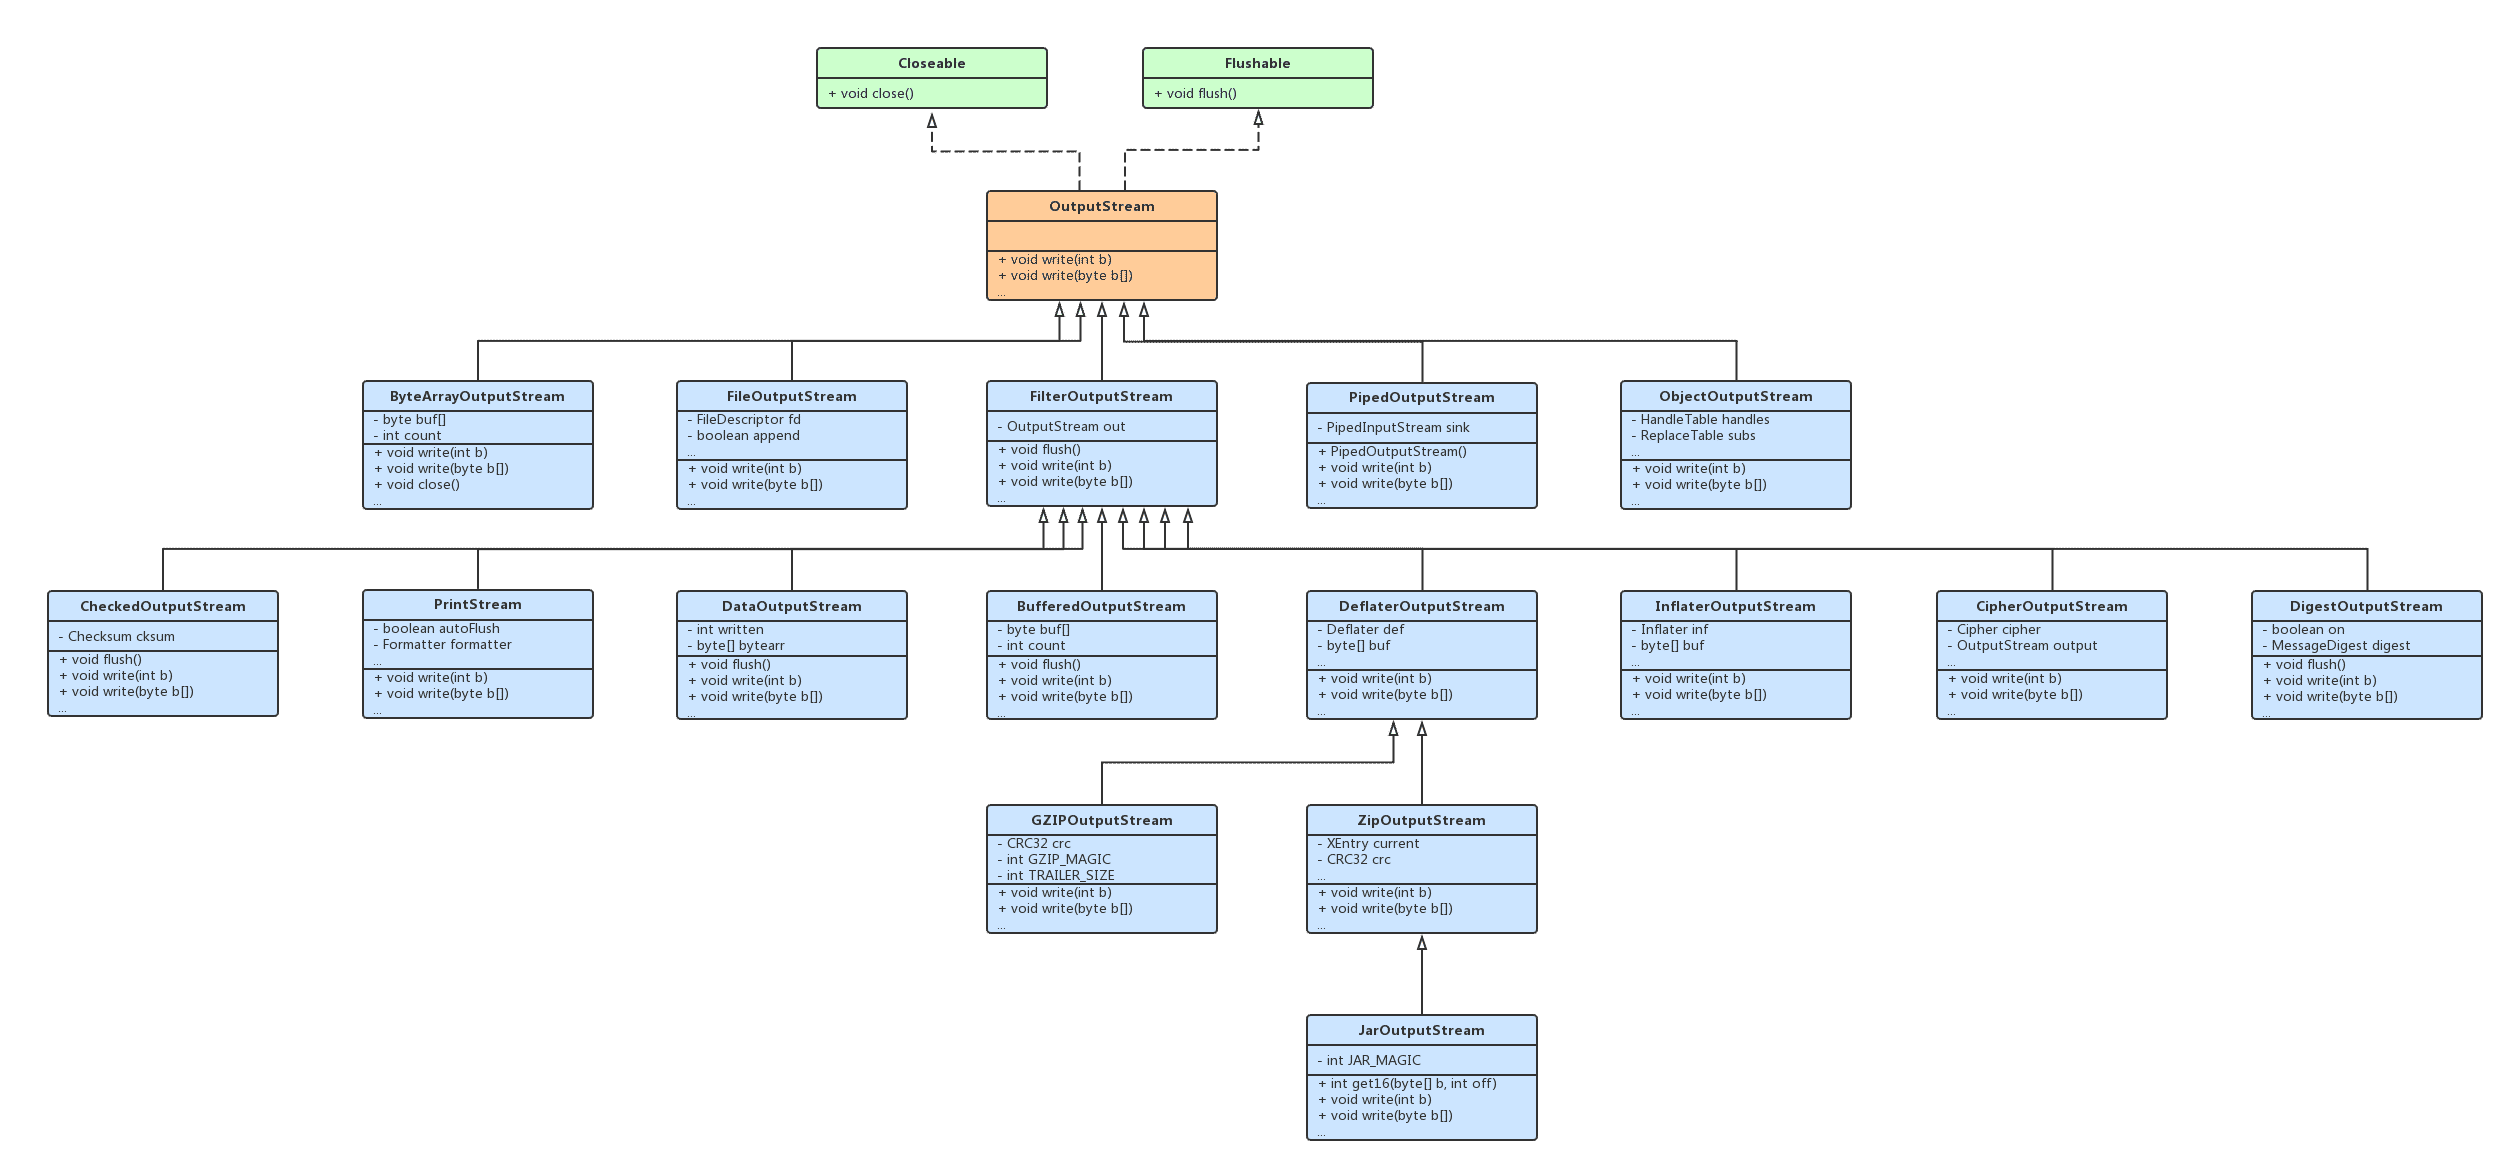 Closeable
+ void close()
Flushable
+ void flush()
OutputStream
+ void write(int b)
+ void write(byte b[])
...
ByteArrayOutputStream
- byte buf[]
- int count
+ void write(int b)
+ void write(byte b[])
+ void close()
...
FileOutputStream
- FileDescriptor fd
- boolean append
...
+ void write(int b)
+ void write(byte b[])
...
FilterOutputStream
- OutputStream out
+ void flush()
+ void write(int b)
+ void write(byte b[])
...
PipedOutputStream
- PipedInputStream sink
+ PipedOutputStream()
+ void write(int b)
+ void write(byte b[])
...
ObjectOutputStream
- HandleTable handles
- ReplaceTable subs
...
+ void write(int b)
+ void write(byte b[])
...
CheckedOutputStream
- Checksum cksum
+ void flush()
+ void write(int b)
+ void write(byte b[])
...
PrintStream
- boolean autoFlush
- Formatter formatter
...
+ void write(int b)
+ void write(byte b[])
...
DataOutputStream
- int written
- byte[] bytearr
+ void flush()
+ void write(int b)
+ void write(byte b[])
...
BufferedOutputStream
- byte buf[]
- int count
+ void flush()
+ void write(int b)
+ void write(byte b[])
...
DeflaterOutputStream
- Deflater def
- byte[] buf
...
+ void write(int b)
+ void write(byte b[])
...
InflaterOutputStream
- Inflater inf
- byte[] buf
...
+ void write(int b)
+ void write(byte b[])
...
CipherOutputStream
- Cipher cipher
- OutputStream output
...
+ void write(int b)
+ void write(byte b[])
...
DigestOutputStream
- boolean on
- MessageDigest digest
+ void flush()
+ void write(int b)
+ void write(byte b[])
...
GZIPOutputStream
- CRC32 crc
- int GZIP_MAGIC
- int TRAILER_SIZE
+ void write(int b)
+ void write(byte b[])
...
ZipOutputStream
- XEntry current
- CRC32 crc
...
+ void write(int b)
+ void write(byte b[])
...
JarOutputStream
- int JAR_MAGIC
+ int get16(byte[] b, int off)
+ void write(int b)
+ void write(byte b[])
...